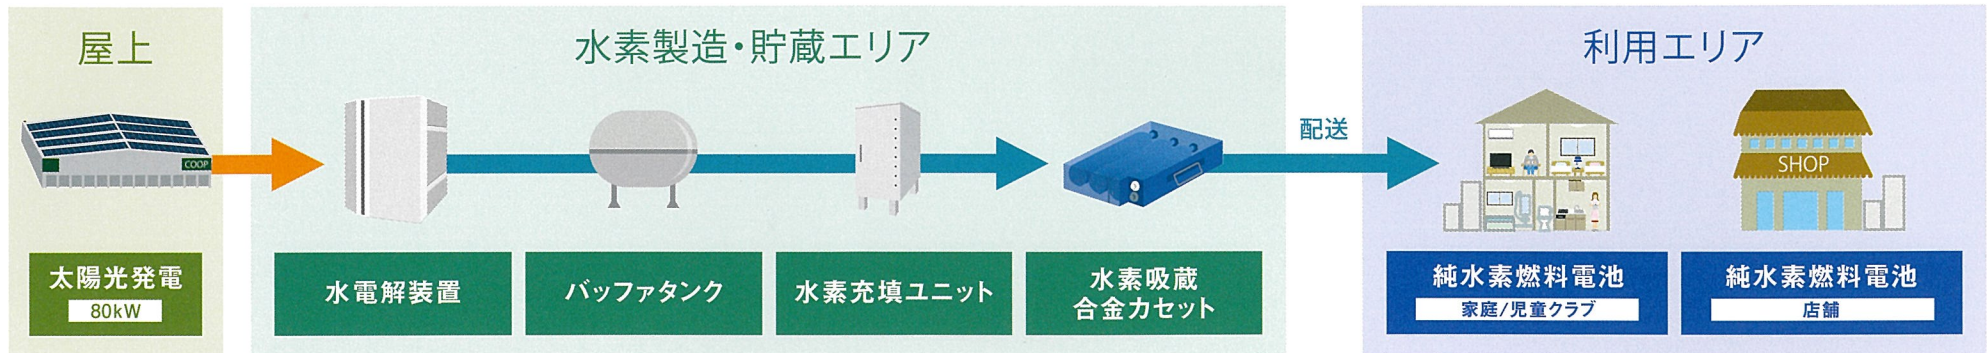 屋上
水素製造・貯蔵エリア
利用エリア
COOP
配送
SHOP
太陽光発電
80kW
水電解装置
バッファタンク
水素充填ユニット
水素吸蔵
合金カセット
純水素燃料電池
家庭/児童クラブ
純水素燃料電池
店舗